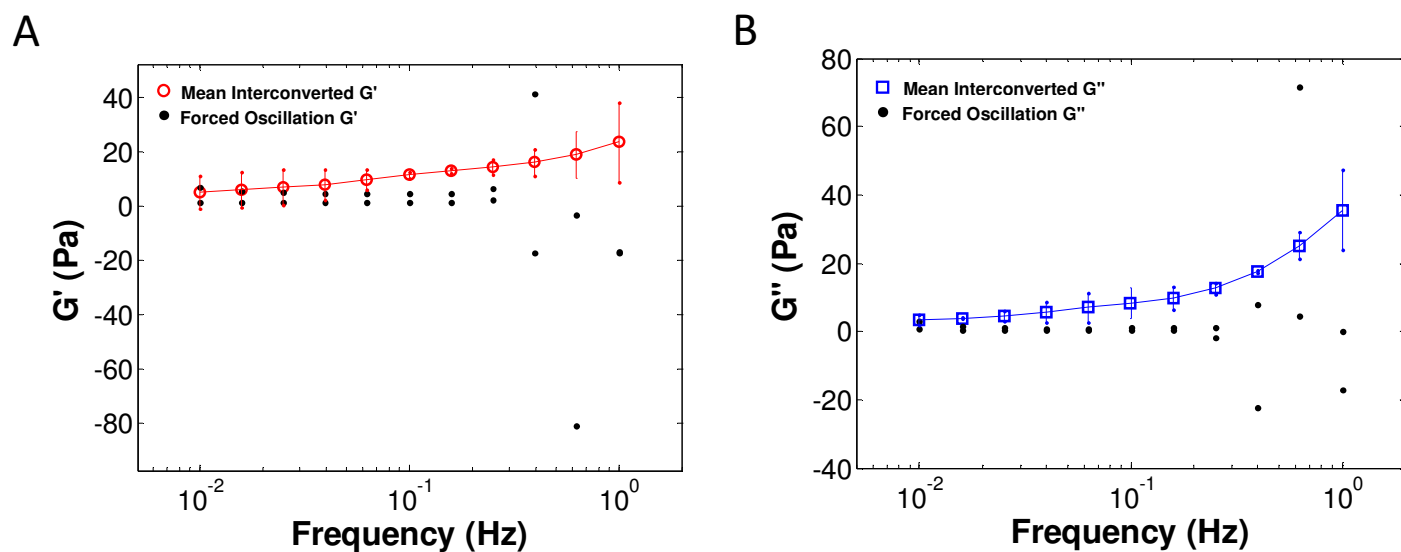 A
Mean Interconverted G'
Forced Oscillation G'
40
20
0
-20
-40
-60
-80
G' (Pa)
10^-2
10^-1
10^0
Frequency (Hz)
B
Mean Interconverted G"
Forced Oscillation G"
80
60
40
20
0
-20
-40
G" (Pa)
10^-2
10^-1
10^0
Frequency (Hz)